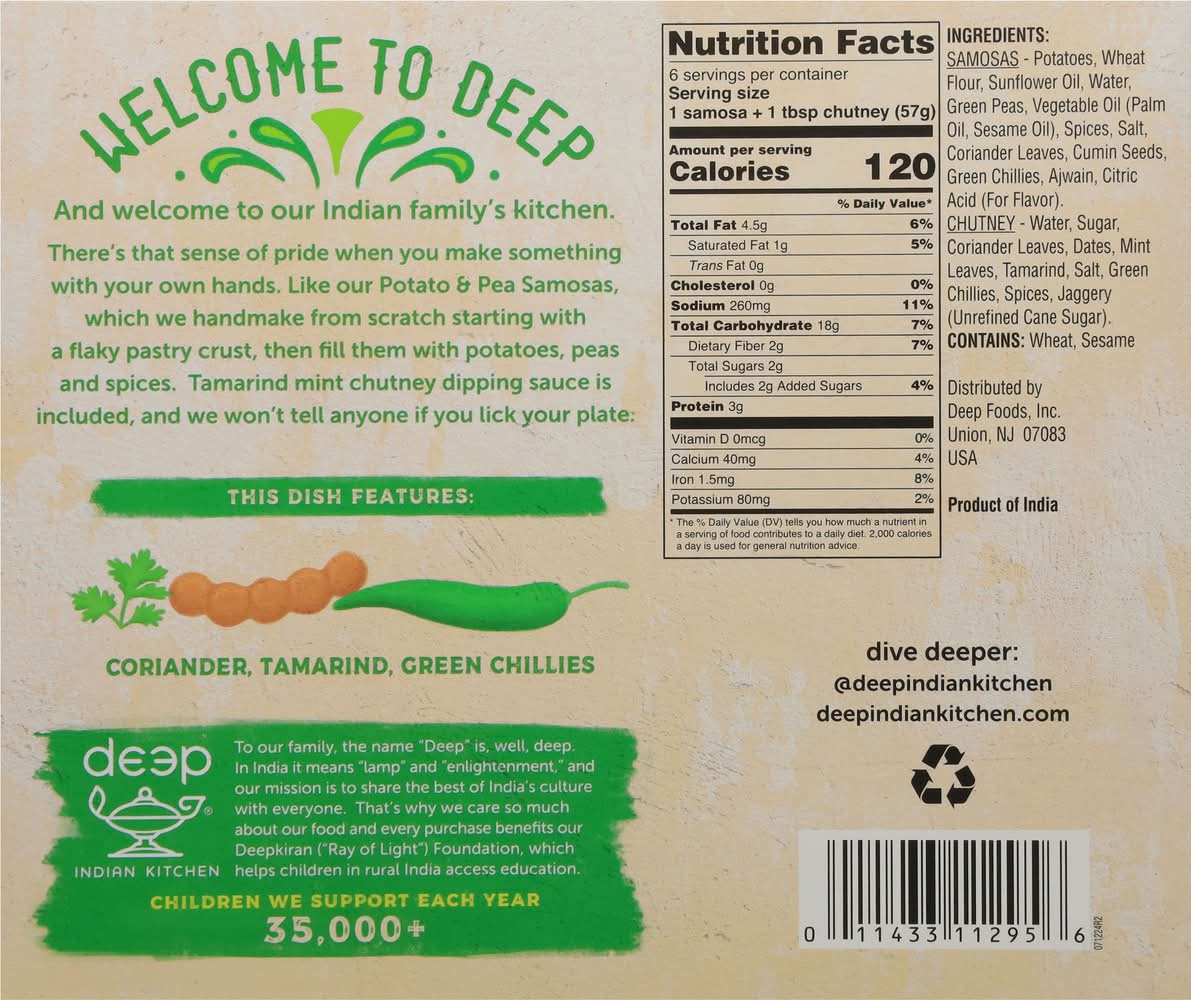 WELCOME TO DEEP
And welcome to our Indian family's kitchen.
There's that sense of pride when you make something
with your own hands. Like our Potato & Pea Samosas,
which we handmake from scratch starting with
a flaky pastry crust, then fill them with potatoes, peas
and spices. Tamarind mint chutney dipping sauce is
included, and we won't tell anyone if you lick your plate.
THIS DISH FEATURES:
CORIANDER, TAMARIND, GREEN CHILLIES
deep
INDIAN KITCHEN
®
To our family, the name "Deep" is, well, deep.
In India it means "lamp" and "enlightenment," and
our mission is to share the best of India's culture
with everyone. That's why we care so much
about our food and every purchase benefits our
Deepkiran ("Ray of Light") Foundation, which
helps children in rural India access education.
CHILDREN WE SUPPORT EACH YEAR
35,000+
Nutrition Facts
6 servings per container
Serving size
1 samosa + 1 tbsp chutney (57g)
Amount per serving
Calories 120
% Daily Value*
Total Fat 4.5g 6%
Saturated Fat 1g 5%
Trans Fat 0g
Cholesterol 0g 0%
Sodium 260mg 11%
Total Carbohydrate 18g 7%
Dietary Fiber 2g 7%
Total Sugars 2g
Includes 2g Added Sugars 4%
Protein 3g
Vitamin D 0mcg 0%
Calcium 40mg 4%
Iron 1.5mg 8%
Potassium 80mg 2%
* The % Daily Value (DV) tells you how much a nutrient in
a serving of food contributes to a daily diet. 2,000 calories
a day is used for general nutrition advice.
INGREDIENTS:
SAMOSAS - Potatoes, Wheat
Flour, Sunflower Oil, Water,
Green Peas, Vegetable Oil (Palm
Oil, Sesame Oil), Spices, Salt,
Coriander Leaves, Cumin Seeds,
Green Chillies, Ajwain, Citric
Acid (For Flavor).
CHUTNEY - Water, Sugar,
Coriander Leaves, Dates, Mint
Leaves, Tamarind, Salt, Green
Chillies, Spices, Jaggery
(Unrefined Cane Sugar).
CONTAINS: Wheat, Sesame
Distributed by
Deep Foods, Inc.
Union, NJ 07083
USA
Product of India
dive deeper:
@deepindiankitchen
deepindiankitchen.com
0 11433 11295 6
071224R2